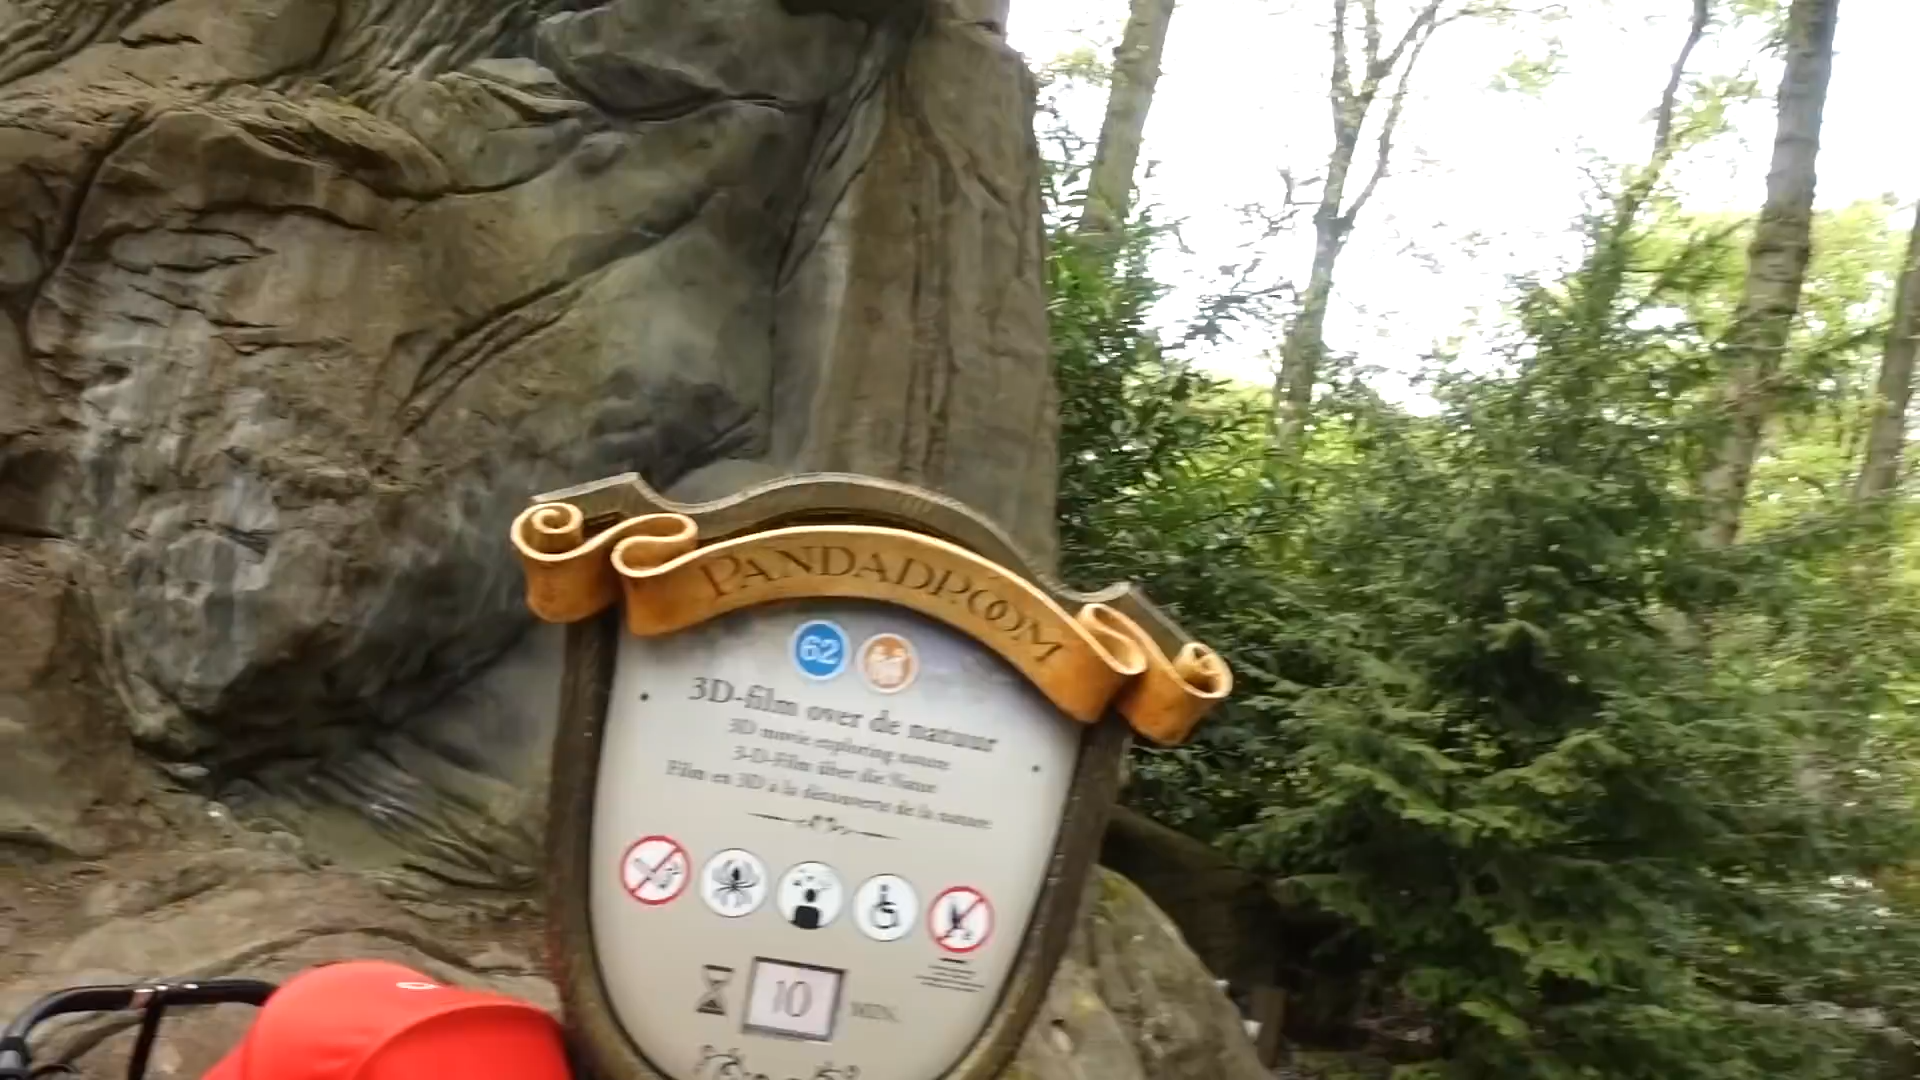 PANDADROOM
62
3D-film over de natuur
3D movie exploring nature
3-D-Film über die Natur
Film en 3D à la découverte de la nature
10 MIN.